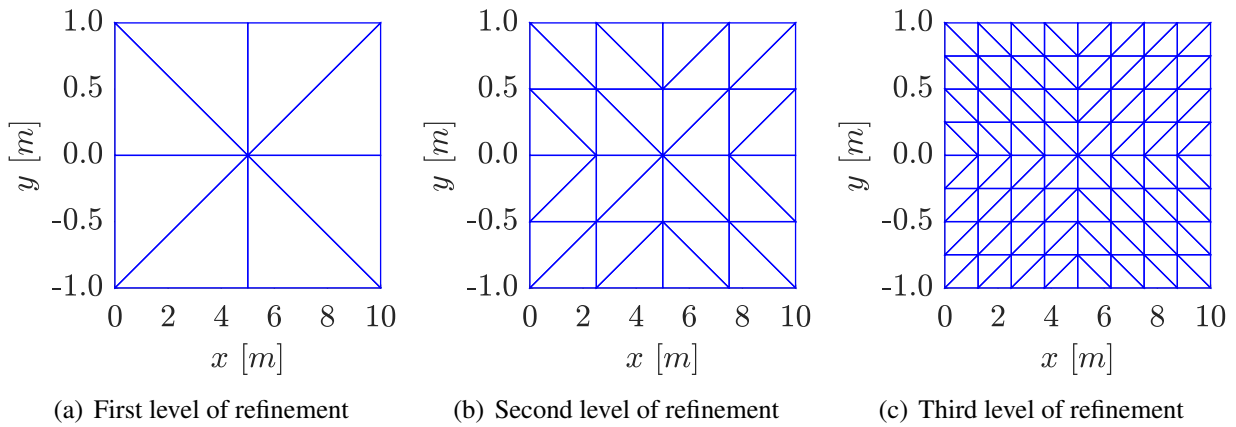 1.0
0.5
0.0
-0.5
-1.0
y [m]
0 2 4 6 8 10
x [m]
(a) First level of refinement
1.0
0.5
0.0
-0.5
-1.0
y [m]
0 2 4 6 8 10
x [m]
(b) Second level of refinement
1.0
0.5
0.0
-0.5
-1.0
y [m]
0 2 4 6 8 10
x [m]
(c) Third level of refinement